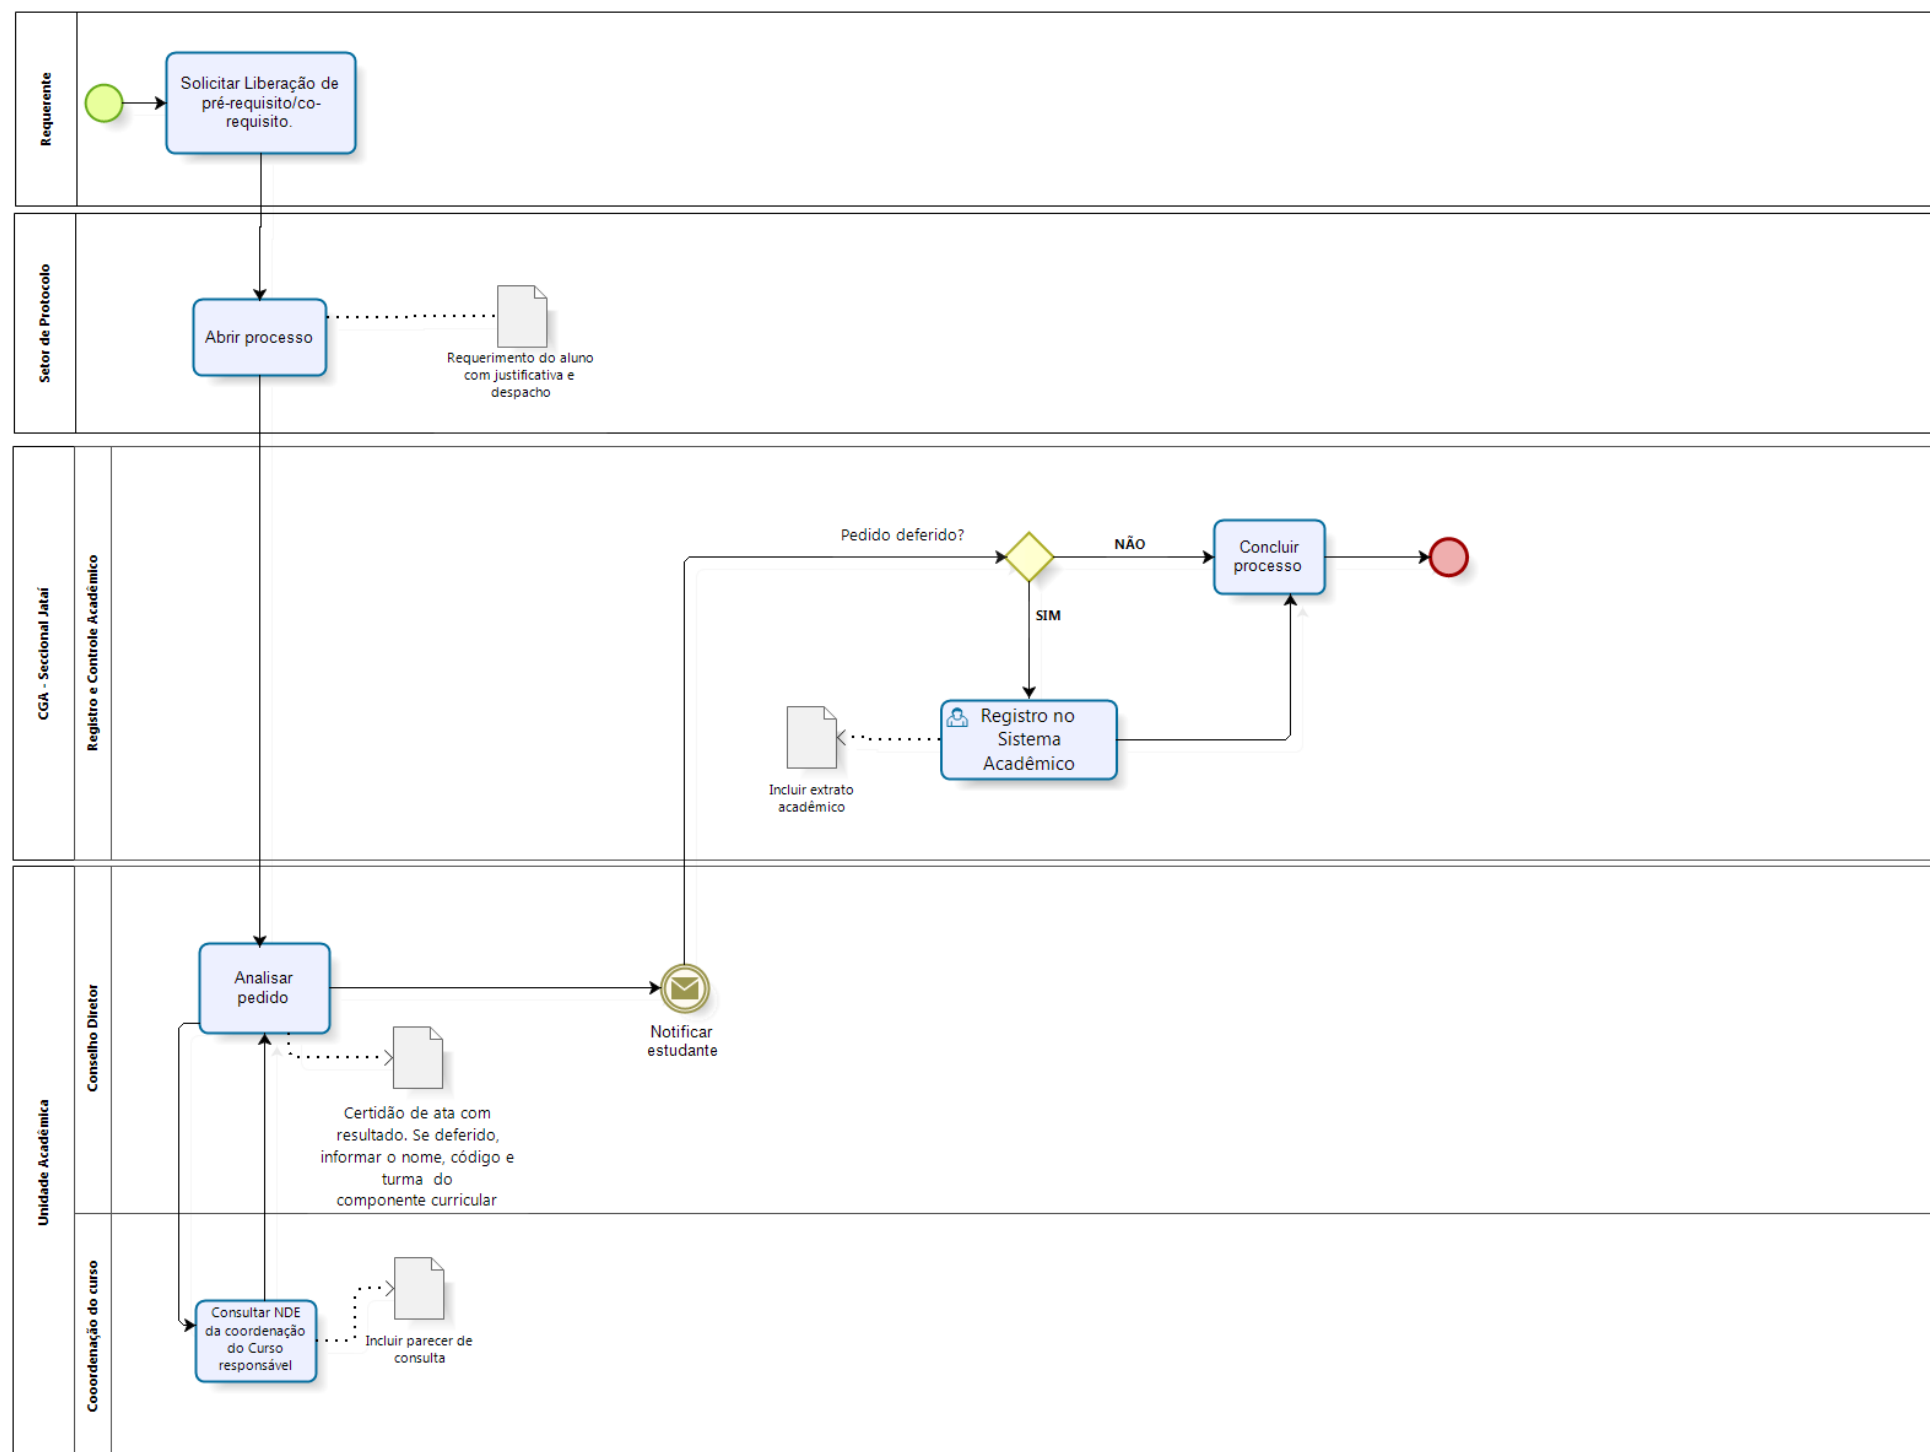 Requerente
Solicitar Liberação de
pré-requisito/co-
requisito.
Setor de Protocolo
Abrir processo
Requerimento do aluno
com justificativa e
despacho
CGA - Seccional Jataí
Registro e Controle Acadêmico
Pedido deferido?
NÃO
Concluir
processo
SIM
Registro no
Sistema
Acadêmico
Incluir extrato
acadêmico
Unidade Acadêmica
Conselho Diretor
Analisar
pedido
Notificar
estudante
Certidão de ata com
resultado. Se deferido,
informar o nome, código e
turma do
componente curricular
Cooordenação do curso
Consultar NDE
da coordenação
do Curso
responsável
Incluir parecer de
consulta